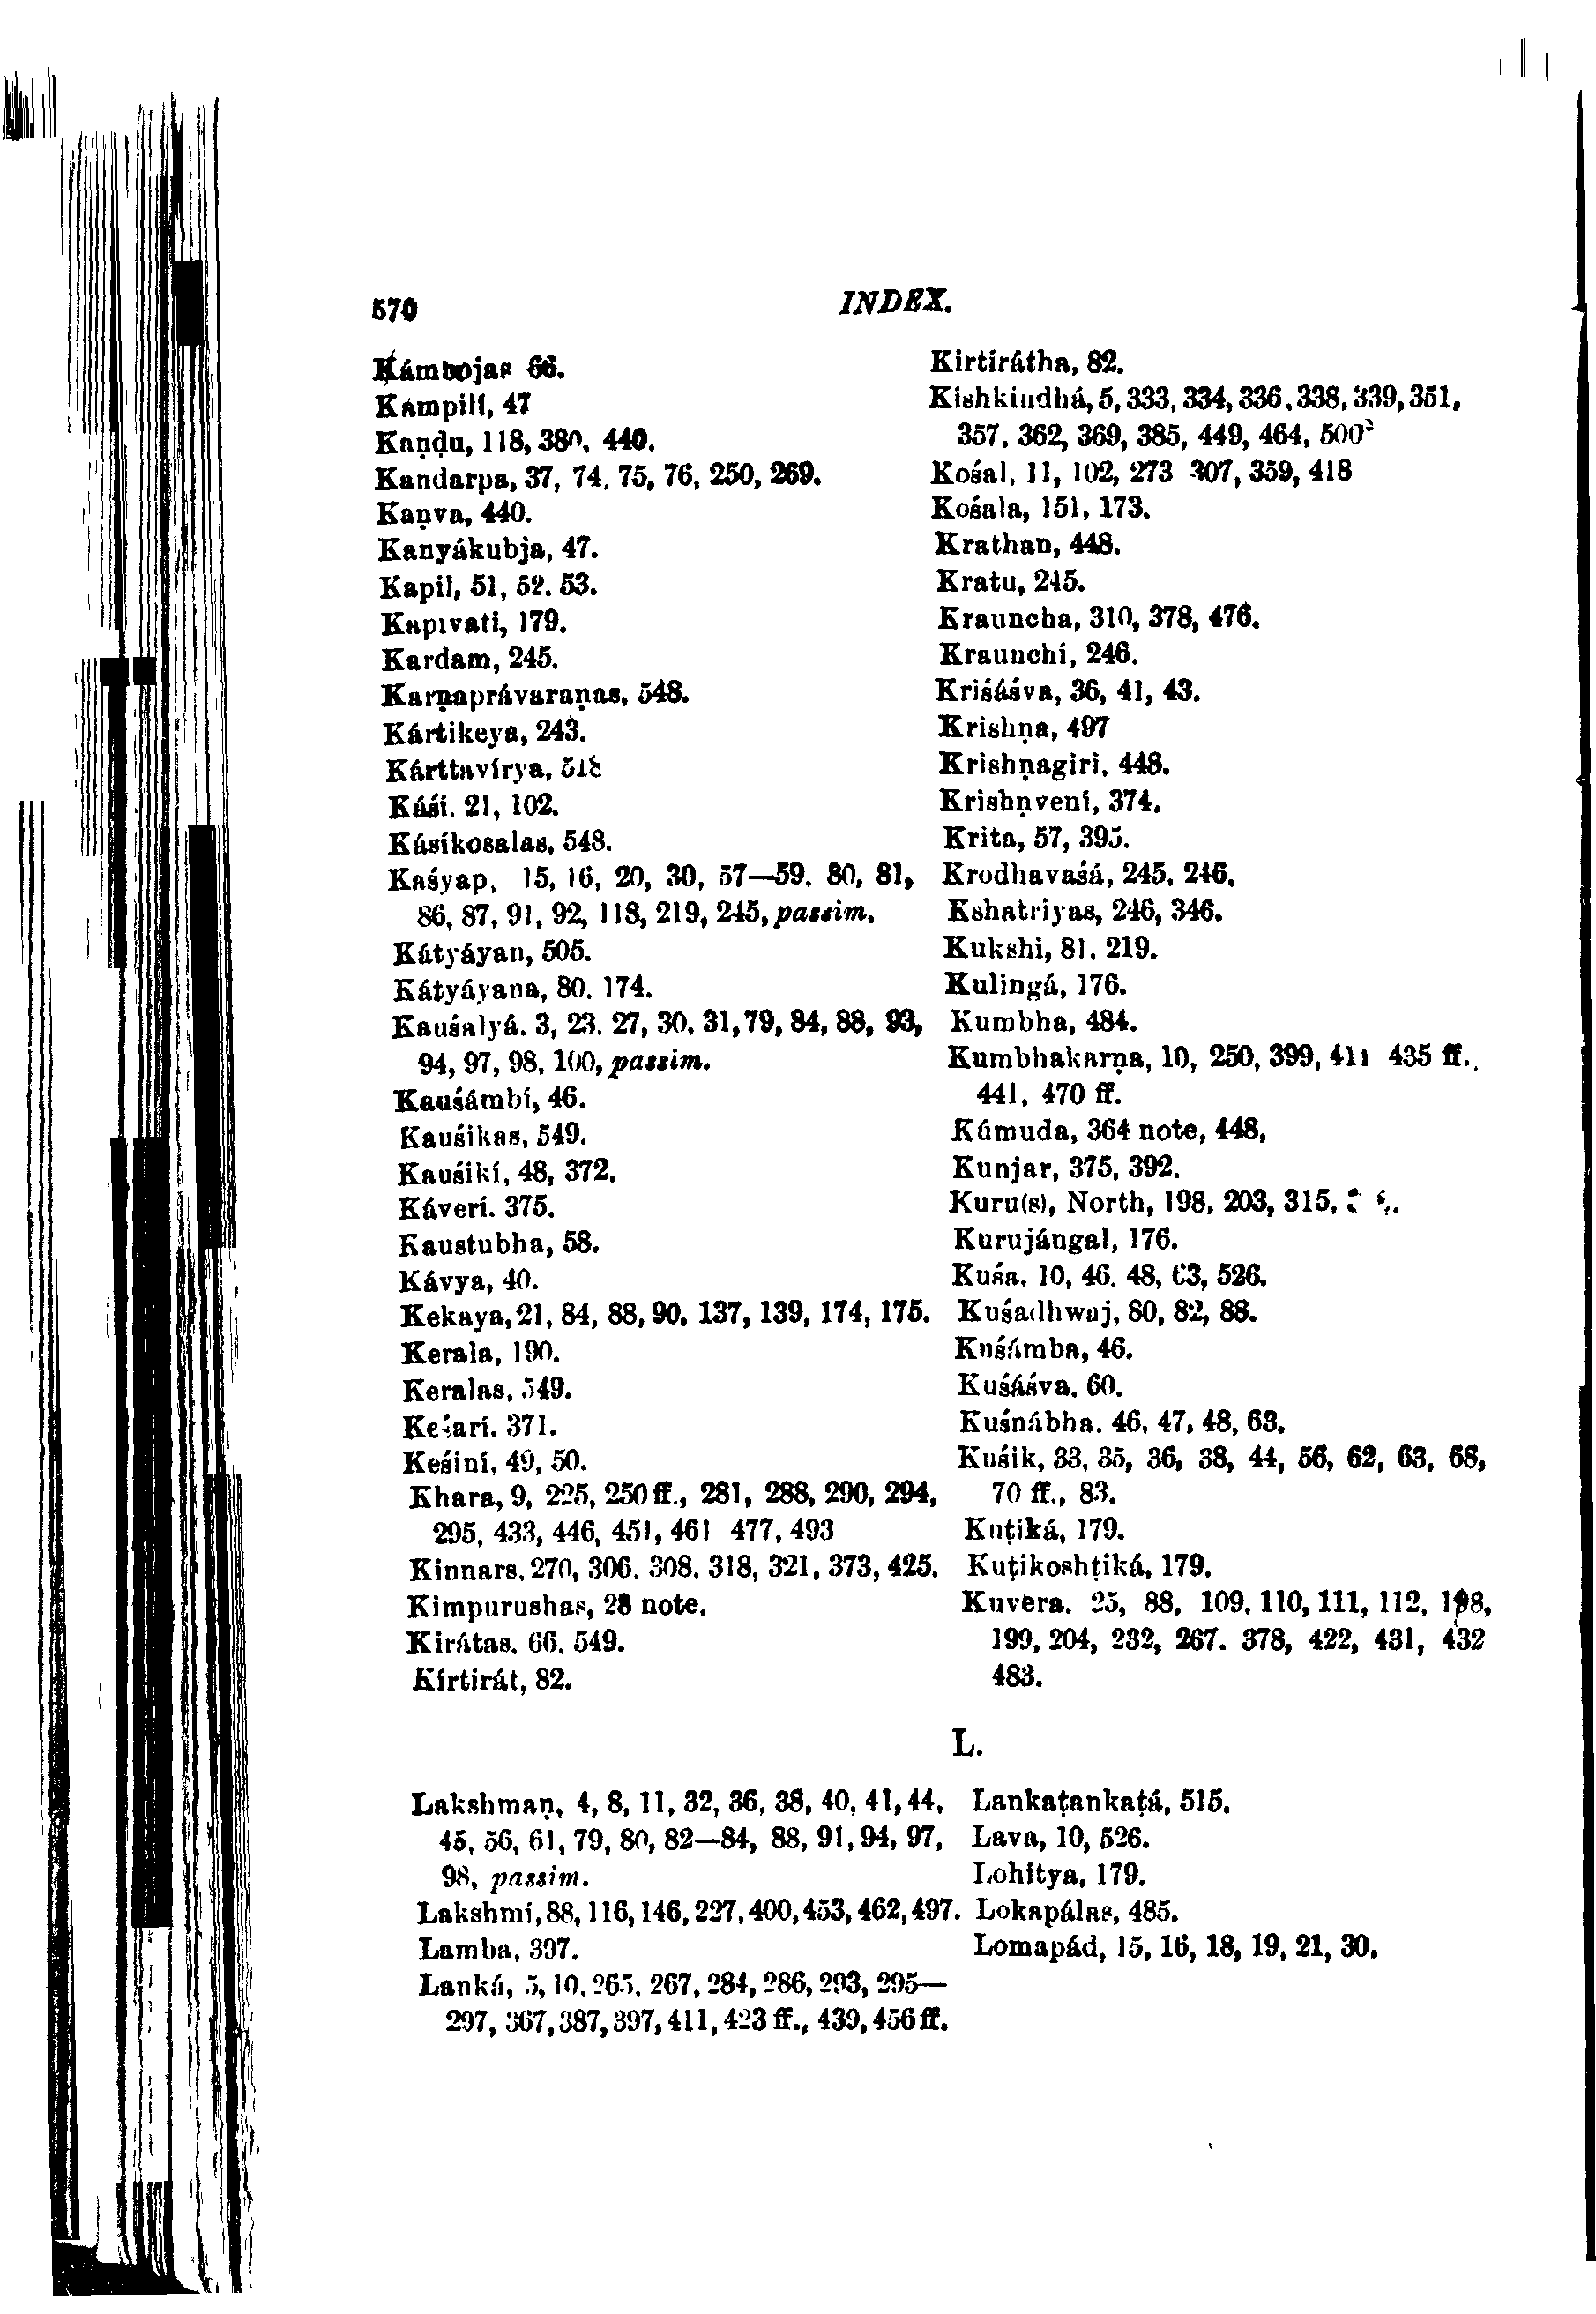 570
INDEX.
Kámbojas 66.
Kámpilí, 47
Kaṇḍu, 118, 380, 440.
Kandarpa, 37, 74, 75, 76, 250, 269.
Kaṇva, 440.
Kanyákubja, 47.
Kapil, 51, 52. 53.
Kapivati, 179.
Kardam, 245.
Karṇaprávaraṇas, 548.
Kártikeya, 243.
Kárttavírya, 518
Káśi. 21, 102.
Kásíkosalas, 548.
Kaśyap, 15, 16, 20, 30, 57—59. 80, 81,
86, 87, 91, 92, 118, 219, 245, passim.
Kátyáyan, 505.
Kátyáyana, 80. 174.
Kauśalyá. 3, 23. 27, 30, 31, 79, 84, 88, 93,
94, 97, 98, 100, passim.
Kauśámbí, 46.
Kauśikas, 549.
Kauśikí, 48, 372.
Káverí. 375.
Kaustubha, 58.
Kávya, 40.
Kekaya, 21, 84, 88, 90, 137, 139, 174, 175.
Kerala, 190.
Keralas, 549.
Keśarí. 371.
Keśiní, 49, 50.
Khara, 9, 225, 250 ff., 281, 288, 290, 294,
295, 433, 446, 451, 461 477, 493
Kinnars, 270, 306. 308. 318, 321, 373, 425.
Kimpurushas, 28 note.
Kirátas, 66. 549.
Kírtirát, 82.
Kirtirátha, 82.
Kishkindhá, 5, 333, 334, 336, 338, 339, 351,
357, 362, 369, 385, 449, 464, 500
Kośal, 11, 102, 273 307, 359, 418
Kośala, 151, 173.
Krathan, 448.
Kratu, 245.
Krauncha, 310, 378, 476.
Kraunchí, 246.
Kriśáśva, 36, 41, 43.
Krishṇa, 497
Krishṇagiri, 448.
Krishṇvení, 374.
Krita, 57, 395.
Krodhavaśá, 245, 246.
Kshatriyas, 246, 346.
Kukshi, 81, 219.
Kulingá, 176.
Kumbha, 484.
Kumbhakarṇa, 10, 250, 399, 411 435 ff.,
441, 470 ff.
Kúmuda, 364 note, 448,
Kunjar, 375, 392.
Kuru(s), North, 198, 203, 315,
Kurujángal, 176.
Kuśa, 10, 46. 48, 63, 526.
Kuśadhwaj, 80, 82, 88.
Kuśámba, 46.
Kuśáśva, 60.
Kuśnábha. 46, 47, 48, 63.
Kuśik, 33, 35, 36, 38, 44, 56, 62, 63, 68,
70 ff., 83.
Kuṭiká, 179.
Kuṭikoshṭiká, 179.
Kuvera. 25, 88, 109, 110, 111, 112, 198,
199, 204, 232, 267. 378, 422, 431, 432
483.
L.
Lakshmaṇ, 4, 8, 11, 32, 36, 38, 40, 41, 44,
45, 56, 61, 79, 80, 82—84, 88, 91, 94, 97,
98, passim.
Lakshmí, 88, 116, 146, 227, 400, 453, 462, 497.
Lamba, 397.
Lanká, 5, 10, 265, 267, 284, 286, 293, 295—
297, 367, 387, 397, 411, 423 ff., 439, 456 ff.
Lankaṭankaṭá, 515.
Lava, 10, 526.
Lohitya, 179.
Lokapálas, 485.
Lomapád, 15, 16, 18, 19, 21, 30.